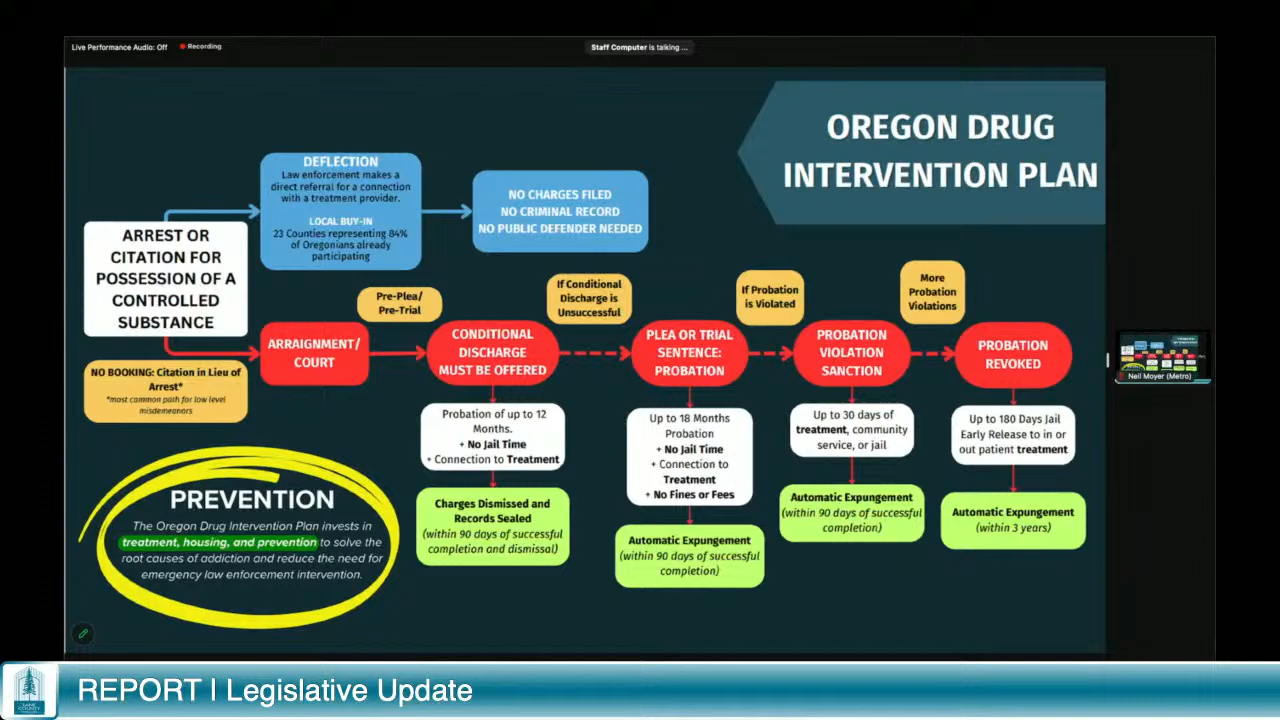 Live Performance Audio: Off
Recording
Staff Computer is talking ...
OREGON DRUG
INTERVENTION PLAN
DEFLECTION
Law enforcement makes a
direct referral for a connection
with a treatment provider.
LOCAL BUY-IN
23 Counties representing 84%
of Oregonians already
participating
NO CHARGES FILED
NO CRIMINAL RECORD
NO PUBLIC DEFENDER NEEDED
ARREST OR
CITATION FOR
POSSESSION OF A
CONTROLLED
SUBSTANCE
NO BOOKING: Citation in Lieu of
Arrest*
*most common path for low level
misdemeanors
ARRAIGNMENT/
COURT
Pre-Plea/
Pre-Trial
CONDITIONAL
DISCHARGE
MUST BE OFFERED
If Conditional
Discharge is
Unsuccessful
PLEA OR TRIAL
SENTENCE:
PROBATION
If Probation
is Violated
PROBATION
VIOLATION
SANCTION
More
Probation
Violations
PROBATION
REVOKED
Probation of up to 12
Months.
+ No Jail Time
+ Connection to Treatment
Charges Dismissed and
Records Sealed
(within 90 days of successful
completion and dismissal)
Up to 18 Months
Probation
+ No Jail Time
+ Connection to
Treatment
+ No Fines or Fees
Automatic Expungement
(within 90 days of successful
completion)
Up to 30 days of
treatment, community
service, or jail
Automatic Expungement
(within 90 days of successful
completion)
Up to 180 Days Jail
Early Release to in or
out patient treatment
Automatic Expungement
(within 3 years)
PREVENTION
The Oregon Drug Intervention Plan invests in
treatment, housing, and prevention to solve the
root causes of addiction and reduce the need for
emergency law enforcement intervention.
Neil Moyer (Metro)
LANE
COUNTY
REPORT | Legislative Update